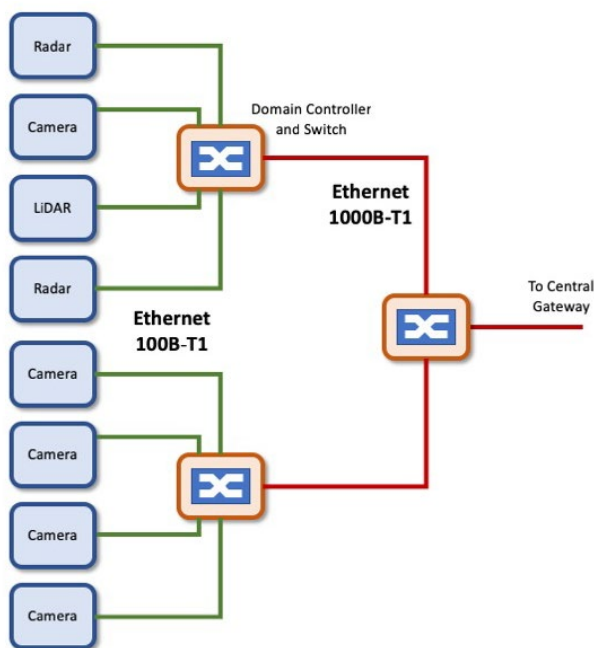 Radar
Camera
LiDAR
Radar
Domain Controller
and Switch
Ethernet
1000B-T1
To Central
Gateway
Ethernet
100B-T1
Camera
Camera
Camera
Camera